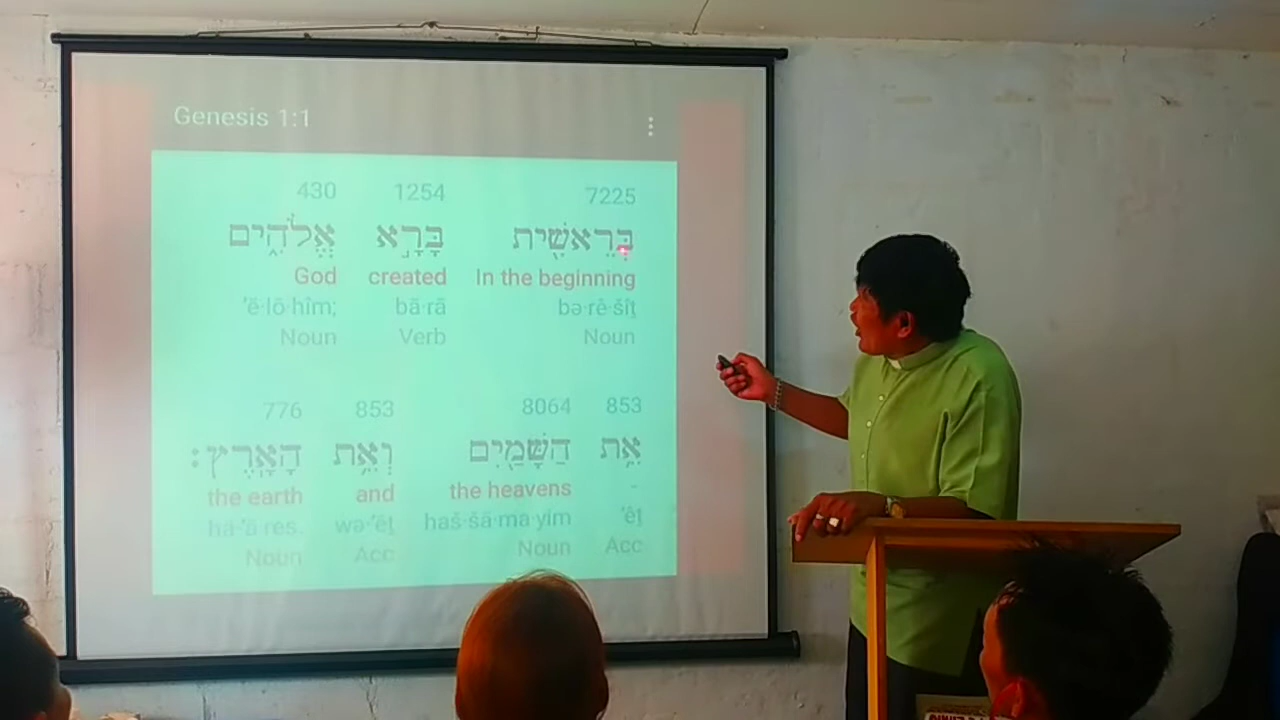 Genesis 1:1
430 1254 7225
בְּרֵאשִׁ֖ית בָּרָ֣א אֱלֹהִ֑ים
God created In the beginning
’ĕ·lō·hîm; bā·rā bə·rê·šîṯ
Noun Verb Noun
776 853 8064 853
אֵ֥ת הַשָּׁמַ֖יִם וְאֵ֥ת הָאָֽרֶץ׃
the earth and the heavens -
hā·’ā·reṣ. wə·’êṯ haš·šā·ma·yim ’êṯ
Noun Acc Noun Acc